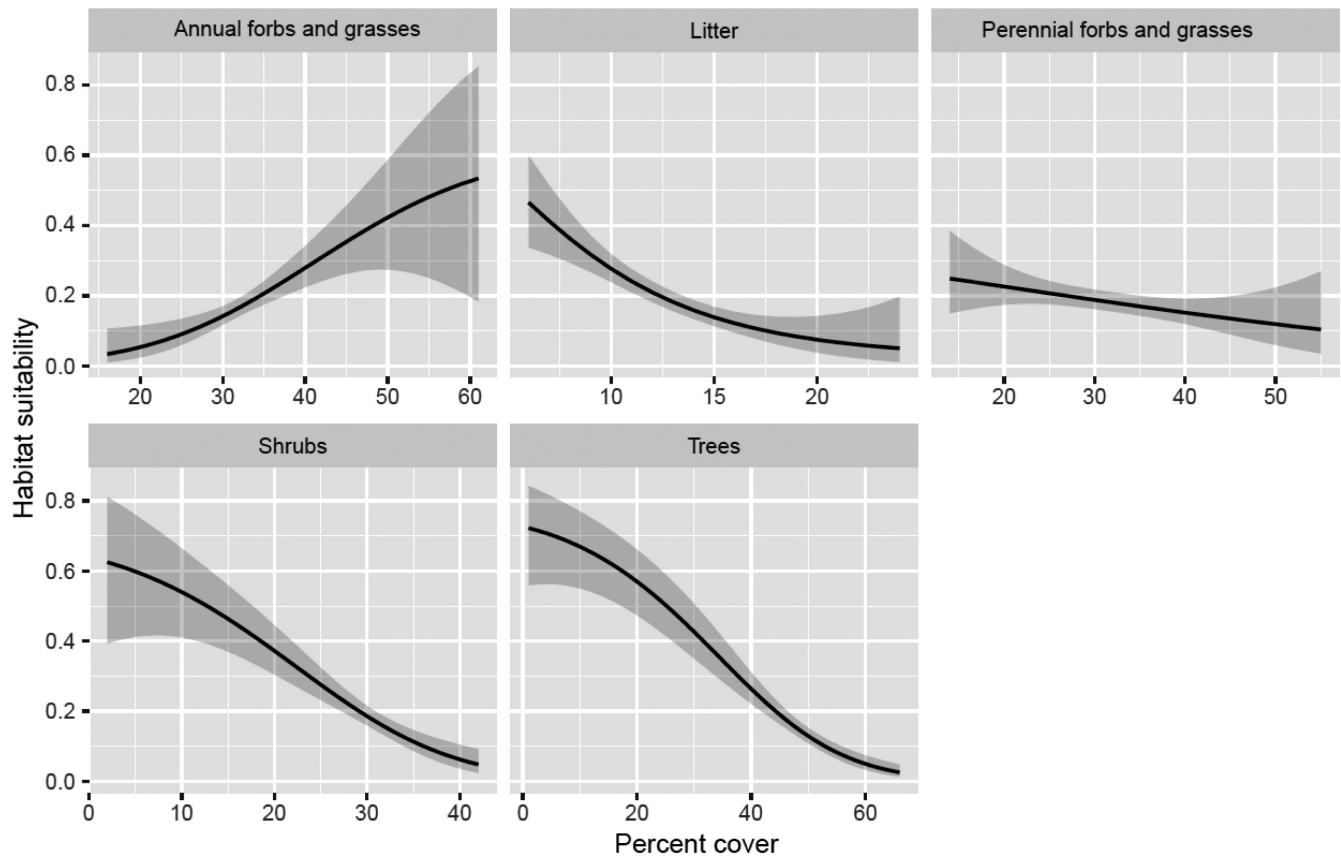 Annual forbs and grasses
Litter
Perennial forbs and grasses
Habitat suitability
0.8
0.6
0.4
0.2
0.0
20 30 40 50 60
10 15 20
20 30 40 50
Shrubs
Trees
0.8
0.6
0.4
0.2
0.0
0 10 20 30 40
0 20 40 60
Percent cover